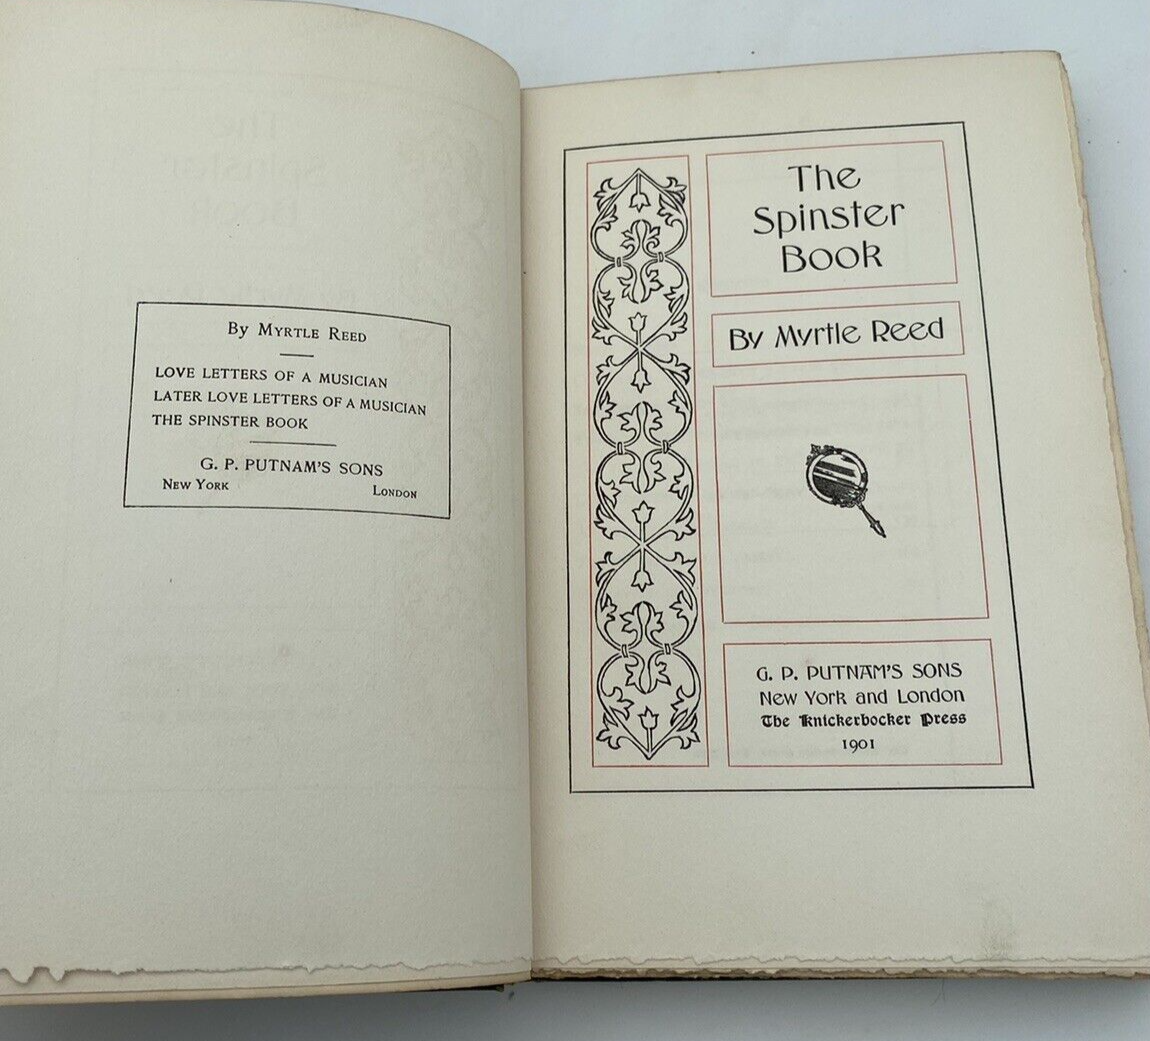 By Myrtle Reed
LOVE LETTERS OF A MUSICIAN
LATER LOVE LETTERS OF A MUSICIAN
THE SPINSTER BOOK
G. P. PUTNAM'S SONS
New York London
The
Spinster
Book
By Myrtle Reed
G. P. PUTNAM'S SONS
New York and London
The Knickerbocker Press
1901